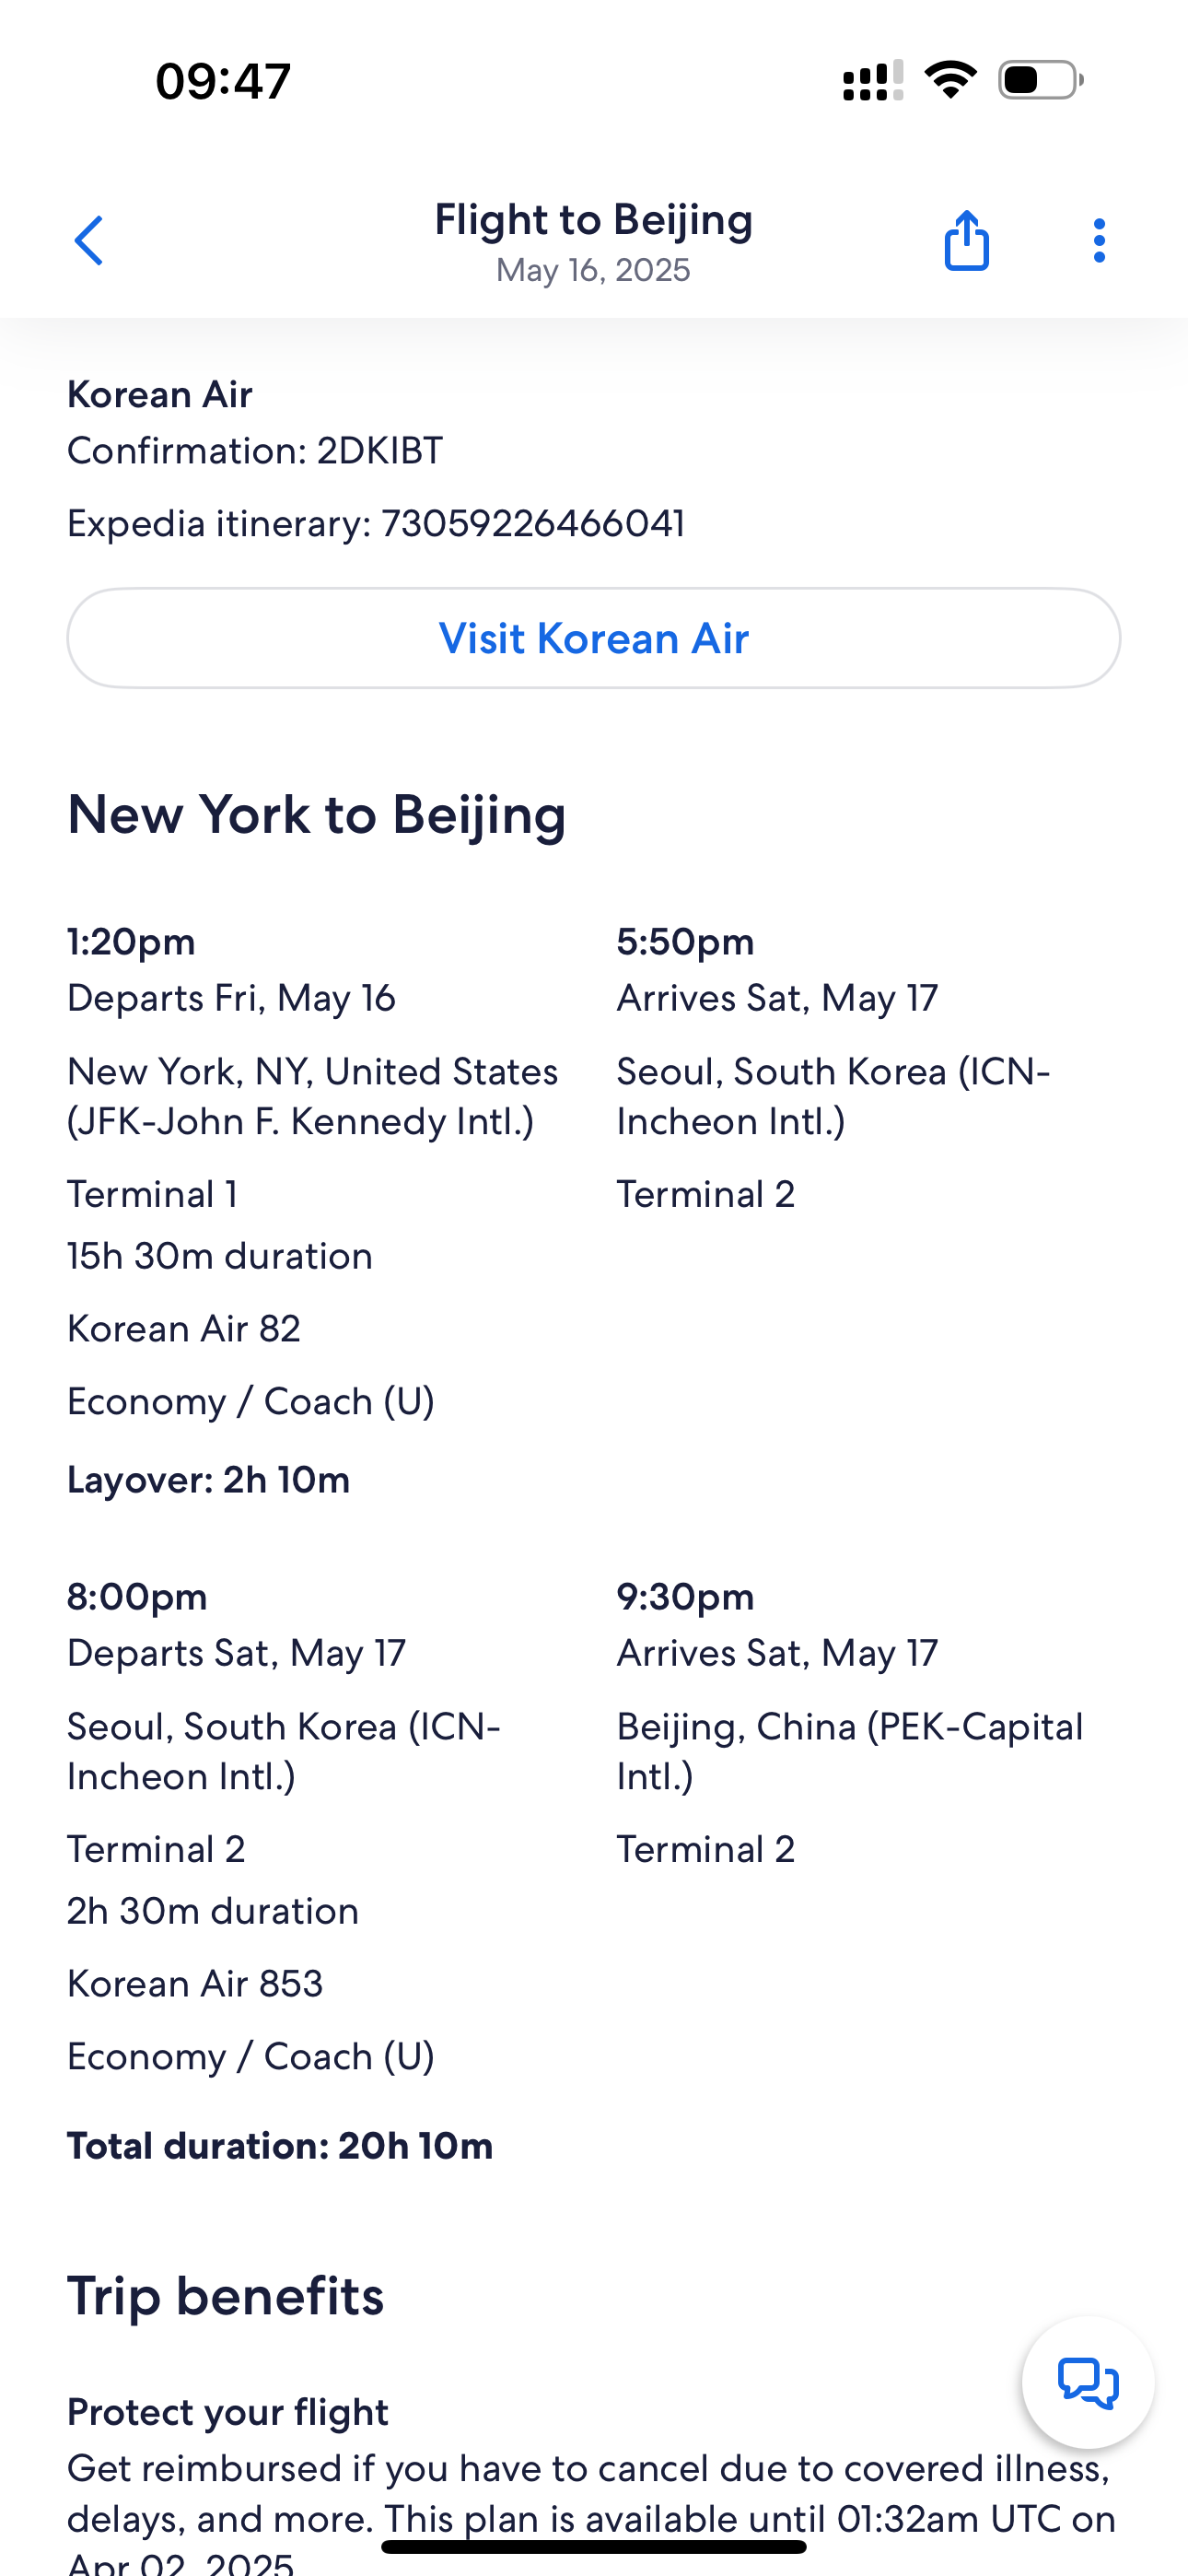 09:47
Flight to Beijing
May 16, 2025
Korean Air
Confirmation: 2DKIBT
Expedia itinerary: 73059226466041
Visit Korean Air
New York to Beijing
1:20pm
Departs Fri, May 16
New York, NY, United States
(JFK-John F. Kennedy Intl.)
Terminal 1
15h 30m duration
Korean Air 82
Economy / Coach (U)
5:50pm
Arrives Sat, May 17
Seoul, South Korea (ICN-
Incheon Intl.)
Terminal 2
Layover: 2h 10m
8:00pm
Departs Sat, May 17
Seoul, South Korea (ICN-
Incheon Intl.)
Terminal 2
2h 30m duration
Korean Air 853
Economy / Coach (U)
9:30pm
Arrives Sat, May 17
Beijing, China (PEK-Capital
Intl.)
Terminal 2
Total duration: 20h 10m
Trip benefits
Protect your flight
Get reimbursed if you have to cancel due to covered illness,
delays, and more. This plan is available until 01:32am UTC on
Apr 02, 2025